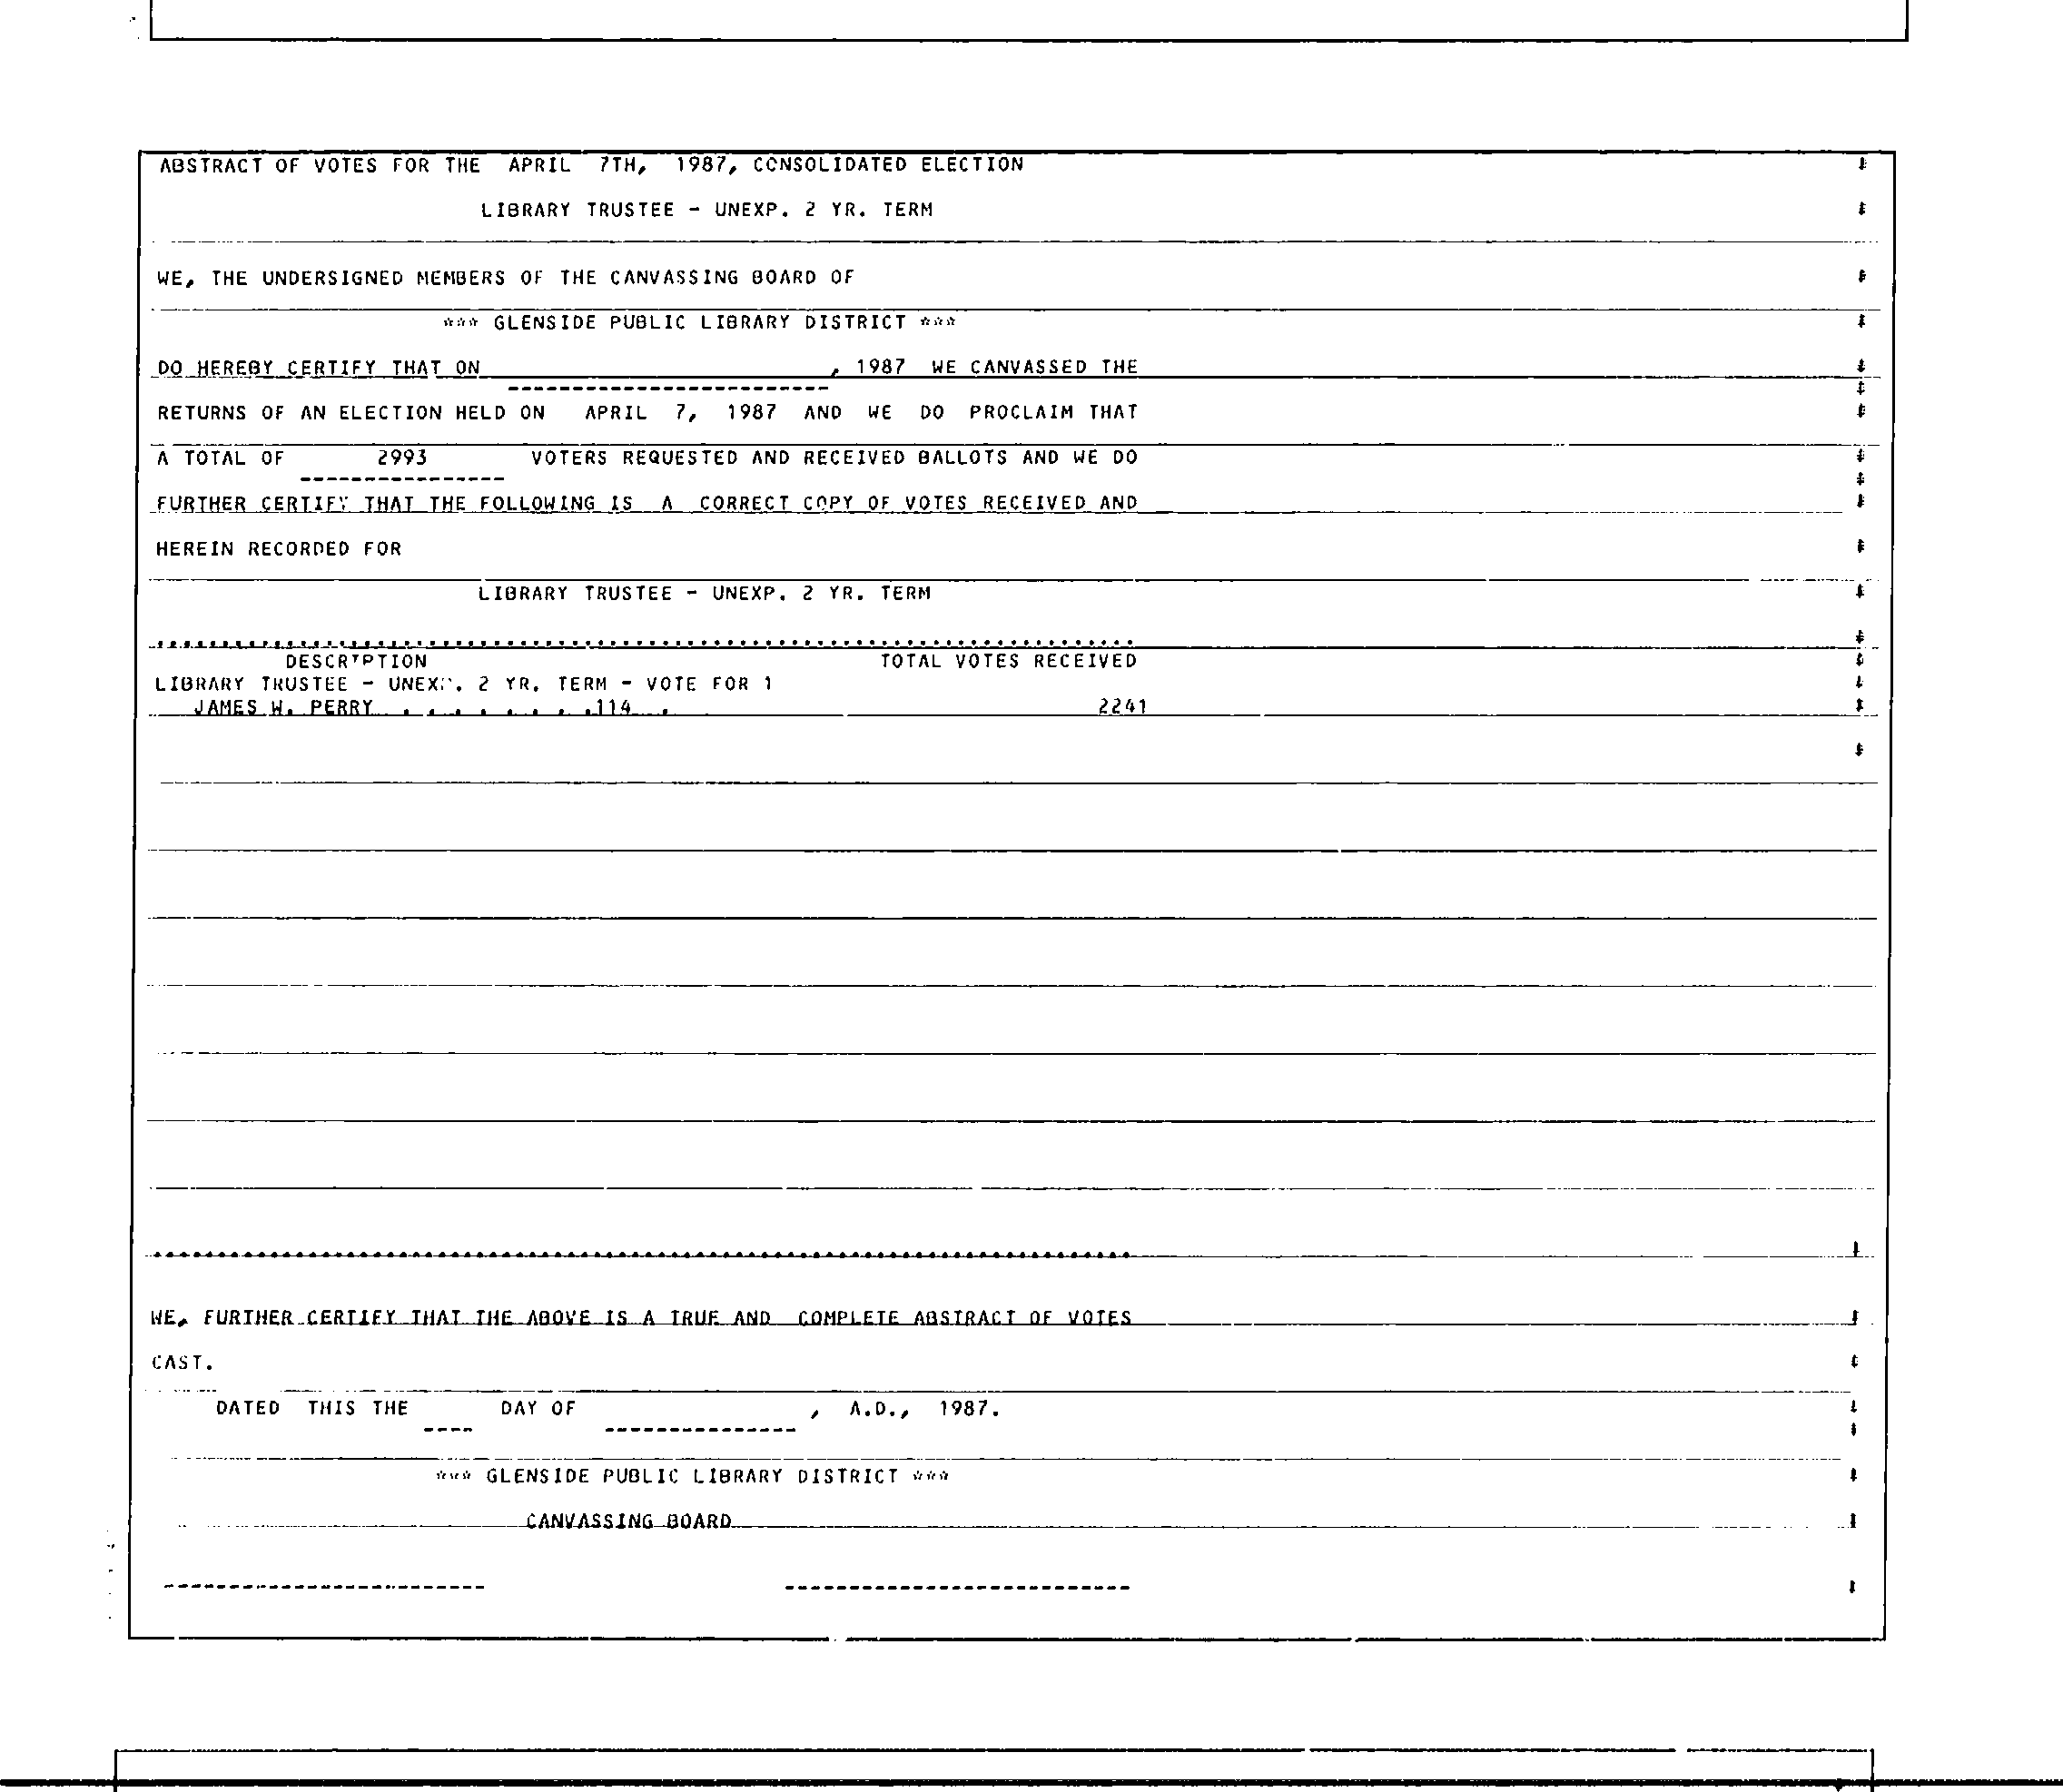 ABSTRACT OF VOTES FOR THE APRIL 7TH, 1987, CONSOLIDATED ELECTION
LIBRARY TRUSTEE - UNEXP. 2 YR. TERM
WE, THE UNDERSIGNED MEMBERS OF THE CANVASSING BOARD OF
*** GLENSIDE PUBLIC LIBRARY DISTRICT ***
DO HEREBY CERTIFY THAT ON , 1987 WE CANVASSED THE
RETURNS OF AN ELECTION HELD ON APRIL 7, 1987 AND WE DO PROCLAIM THAT
A TOTAL OF 2993 VOTERS REQUESTED AND RECEIVED BALLOTS AND WE DO
FURTHER CERTIFY THAT THE FOLLOWING IS A CORRECT COPY OF VOTES RECEIVED AND
HEREIN RECORDED FOR
LIBRARY TRUSTEE - UNEXP. 2 YR. TERM
DESCRIPTION TOTAL VOTES RECEIVED
LIBRARY TRUSTEE - UNEXP. 2 YR. TERM - VOTE FOR 1
JAMES W. PERRY . . . . . . . .114 . 2241
WE, FURTHER CERTIFY THAT THE ABOVE IS A TRUE AND COMPLETE ABSTRACT OF VOTES
CAST.
DATED THIS THE ---- DAY OF , A.D., 1987.
*** GLENSIDE PUBLIC LIBRARY DISTRICT ***
CANVASSING BOARD